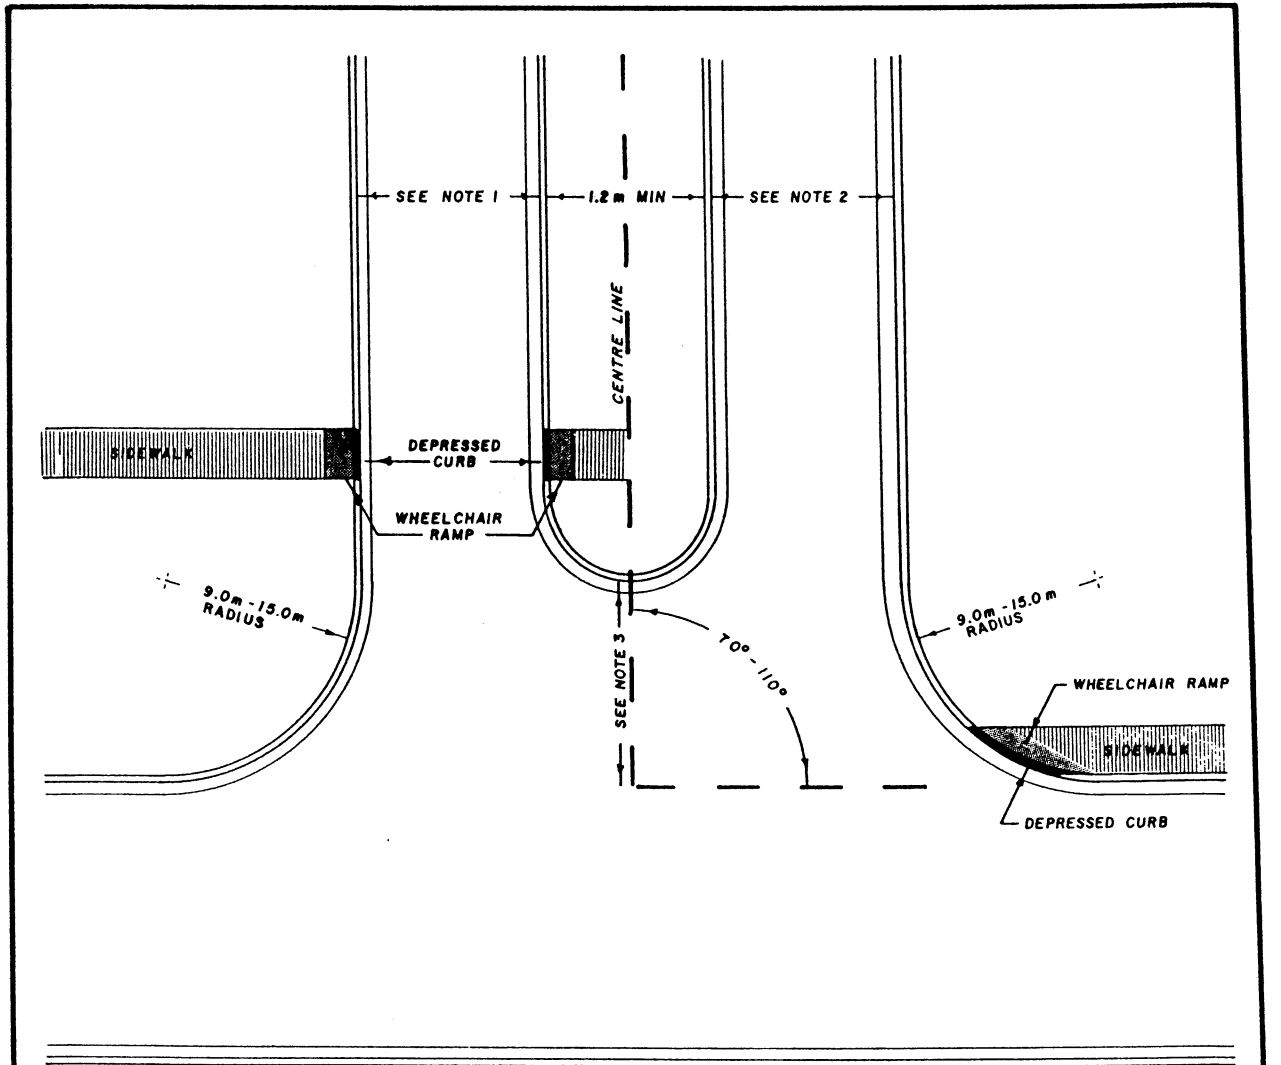 SEE NOTE 1
1.2 m MIN
SEE NOTE 2
CENTRE LINE
SIDEWALK
DEPRESSED
CURB
WHEELCHAIR
RAMP
9.0m - 15.0m
RADIUS
SEE NOTE 3
70° - 110°
9.0m - 15.0m
RADIUS
WHEELCHAIR RAMP
SIDEWALK
DEPRESSED CURB